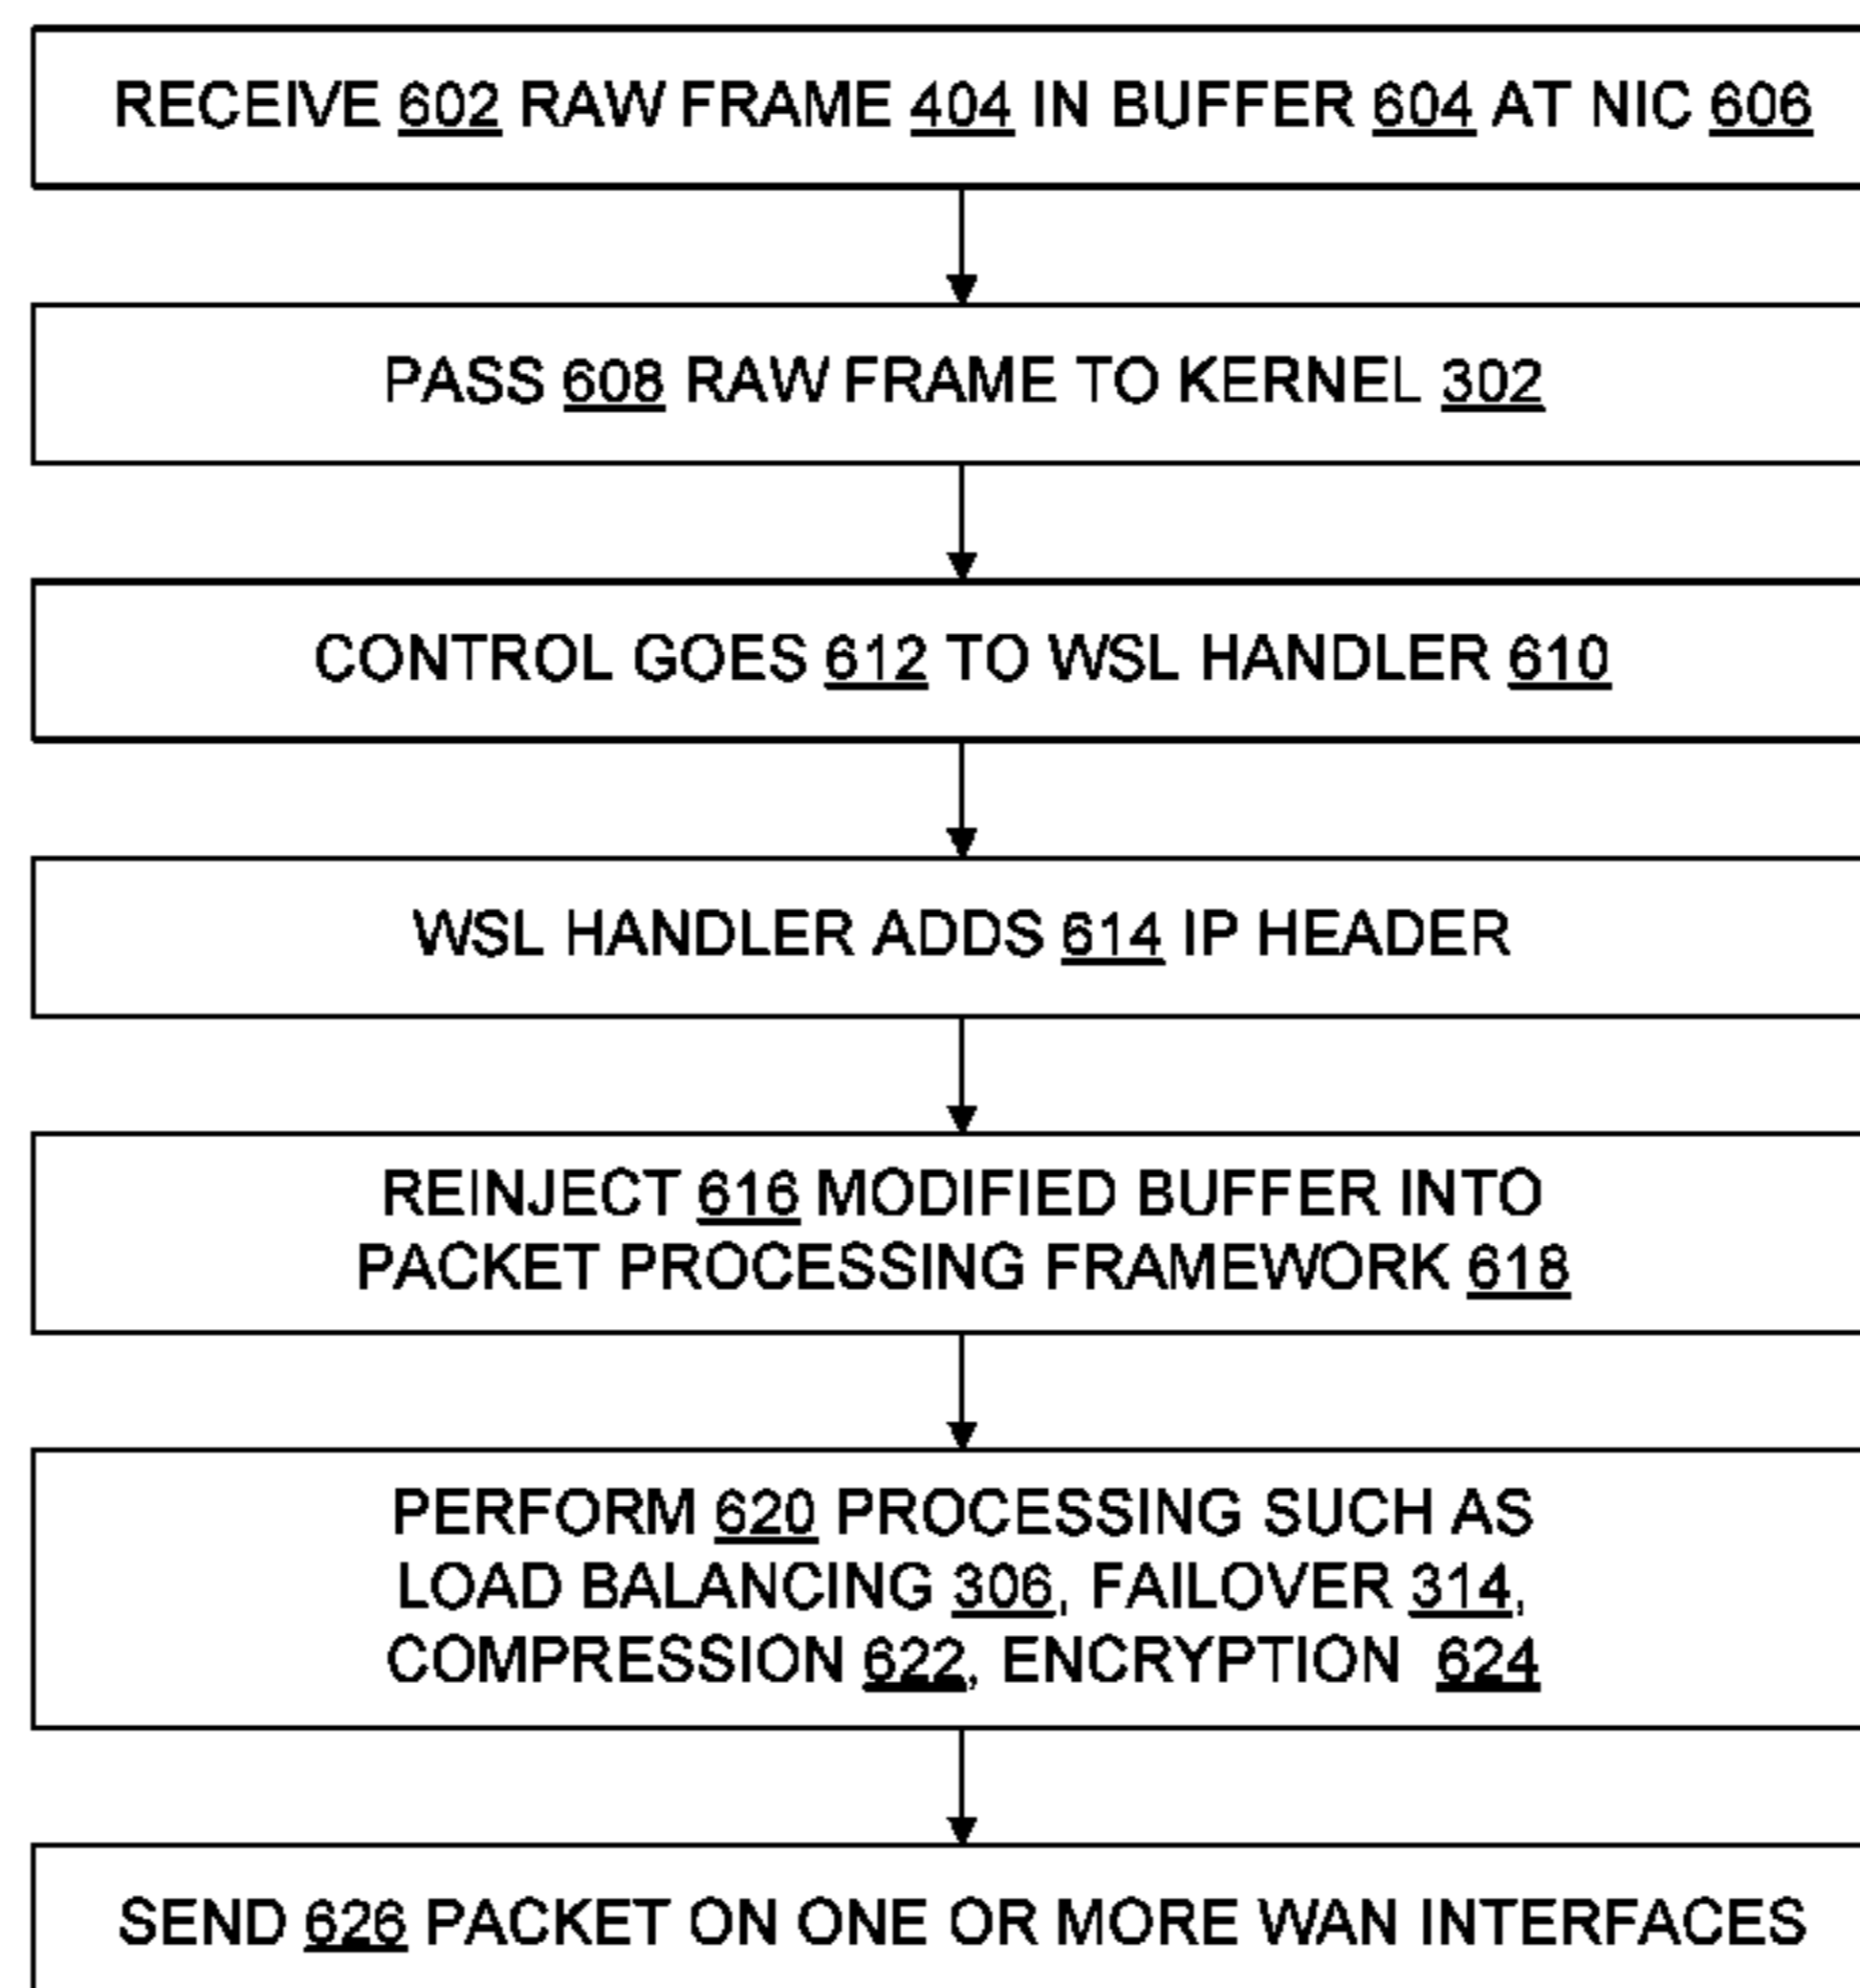 RECEIVE 602 RAW FRAME 404 IN BUFFER 604 AT NIC 606
PASS 608 RAW FRAME TO KERNEL 302
CONTROL GOES 612 TO WSL HANDLER 610
WSL HANDLER ADDS 614 IP HEADER
REINJECT 616 MODIFIED BUFFER INTO
PACKET PROCESSING FRAMEWORK 618
PERFORM 620 PROCESSING SUCH AS
LOAD BALANCING 306, FAILOVER 314,
COMPRESSION 622, ENCRYPTION 624
SEND 626 PACKET ON ONE OR MORE WAN INTERFACES